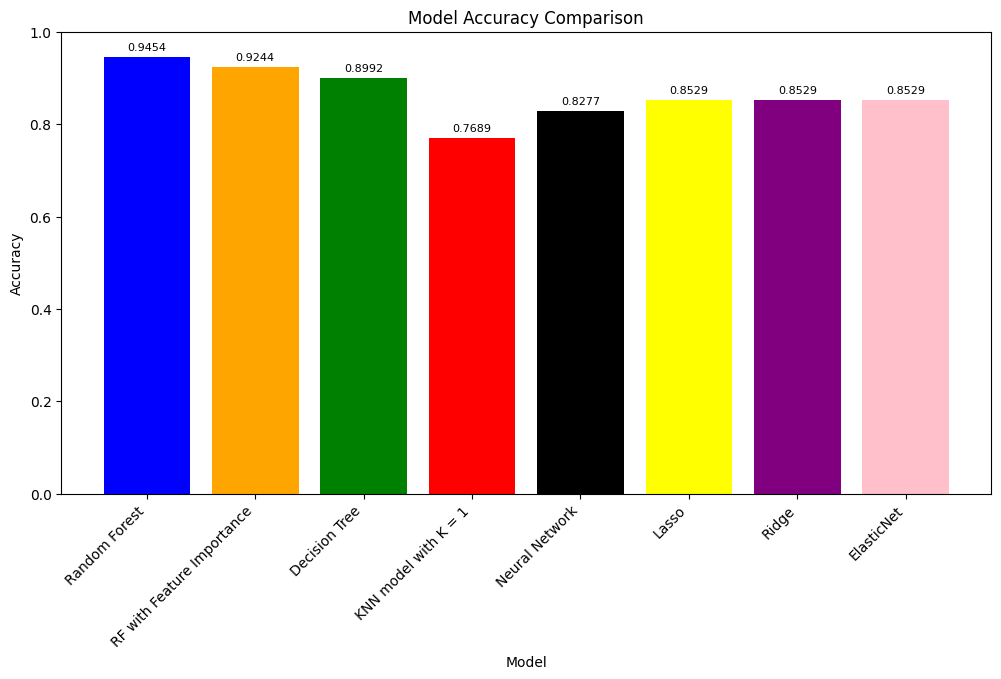 Model Accuracy Comparison
1.0
0.8
0.6
0.4
0.2
0.0
Accuracy
0.9454
0.9244
0.8992
0.7689
0.8277
0.8529
0.8529
0.8529
Random Forest
RF with Feature Importance
Decision Tree
KNN model with K = 1
Neural Network
Lasso
Ridge
ElasticNet
Model